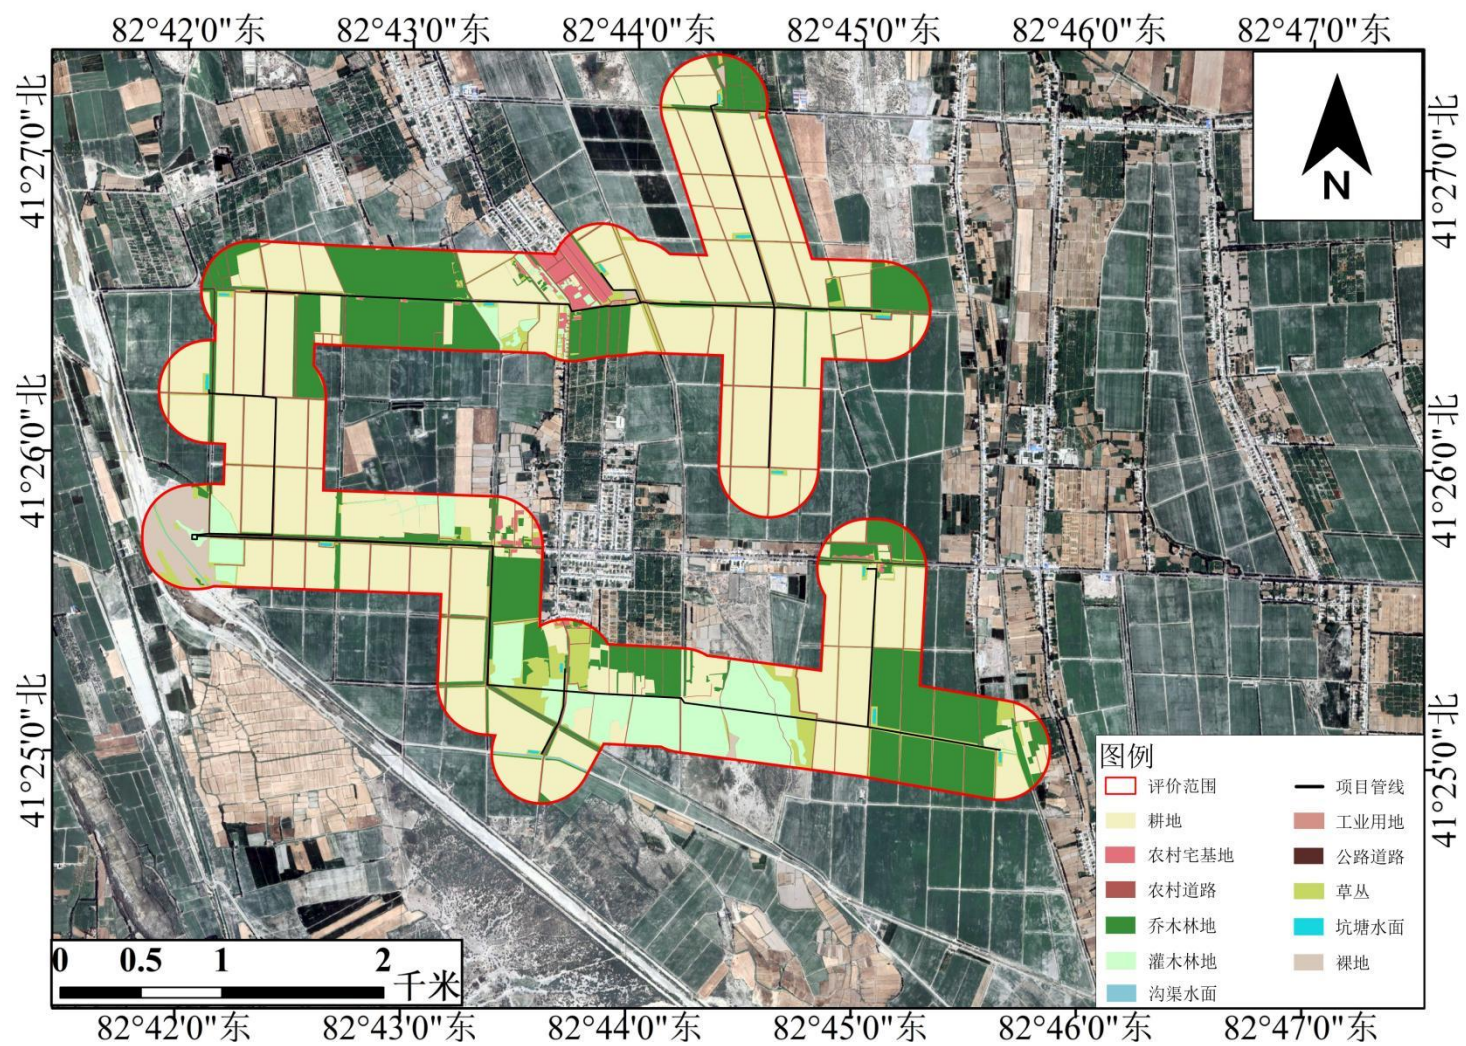 82°42'0"东 82°43'0"东 82°44'0"东 82°45'0"东 82°46'0"东 82°47'0"东
41°27'0"北
41°26'0"北
41°25'0"北
N
41°27'0"北
41°26'0"北
41°25'0"北
图例
评价范围 项目管线
耕地 工业用地
农村宅基地 公路道路
农村道路 草丛
乔木林地 坑塘水面
灌木林地 裸地
沟渠水面
0 0.5 1 2 千米
82°42'0"东 82°43'0"东 82°44'0"东 82°45'0"东 82°46'0"东 82°47'0"东